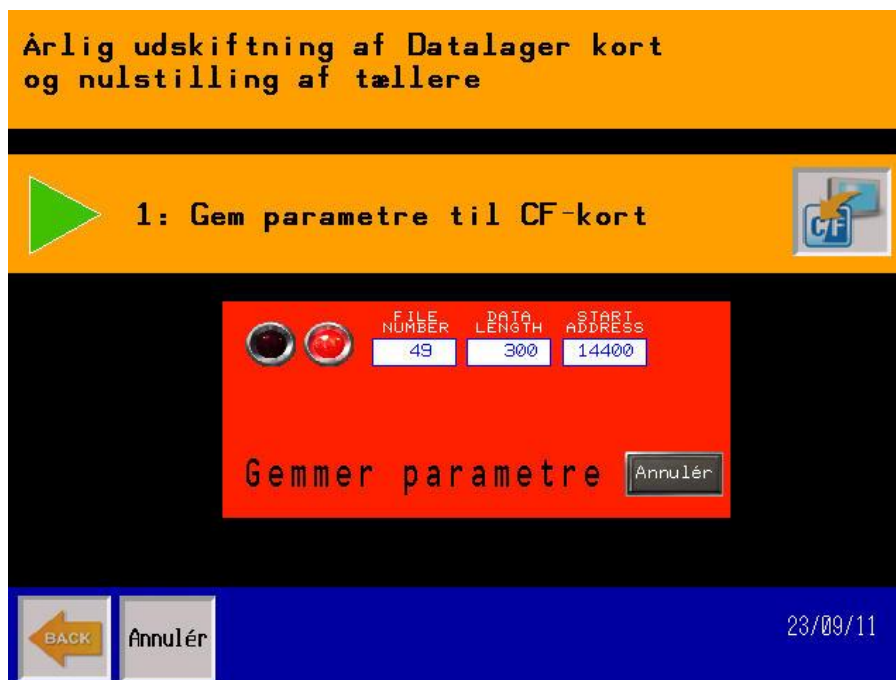 Årlig udskiftning af Datalager kort
og nulstilling af tællere
1: Gem parametre til CF-kort
C/F
FILE NUMBER
DATA LENGTH
START ADDRESS
49
300
14400
Gemmer parametre
Annulér
BACK
Annulér
23/09/11